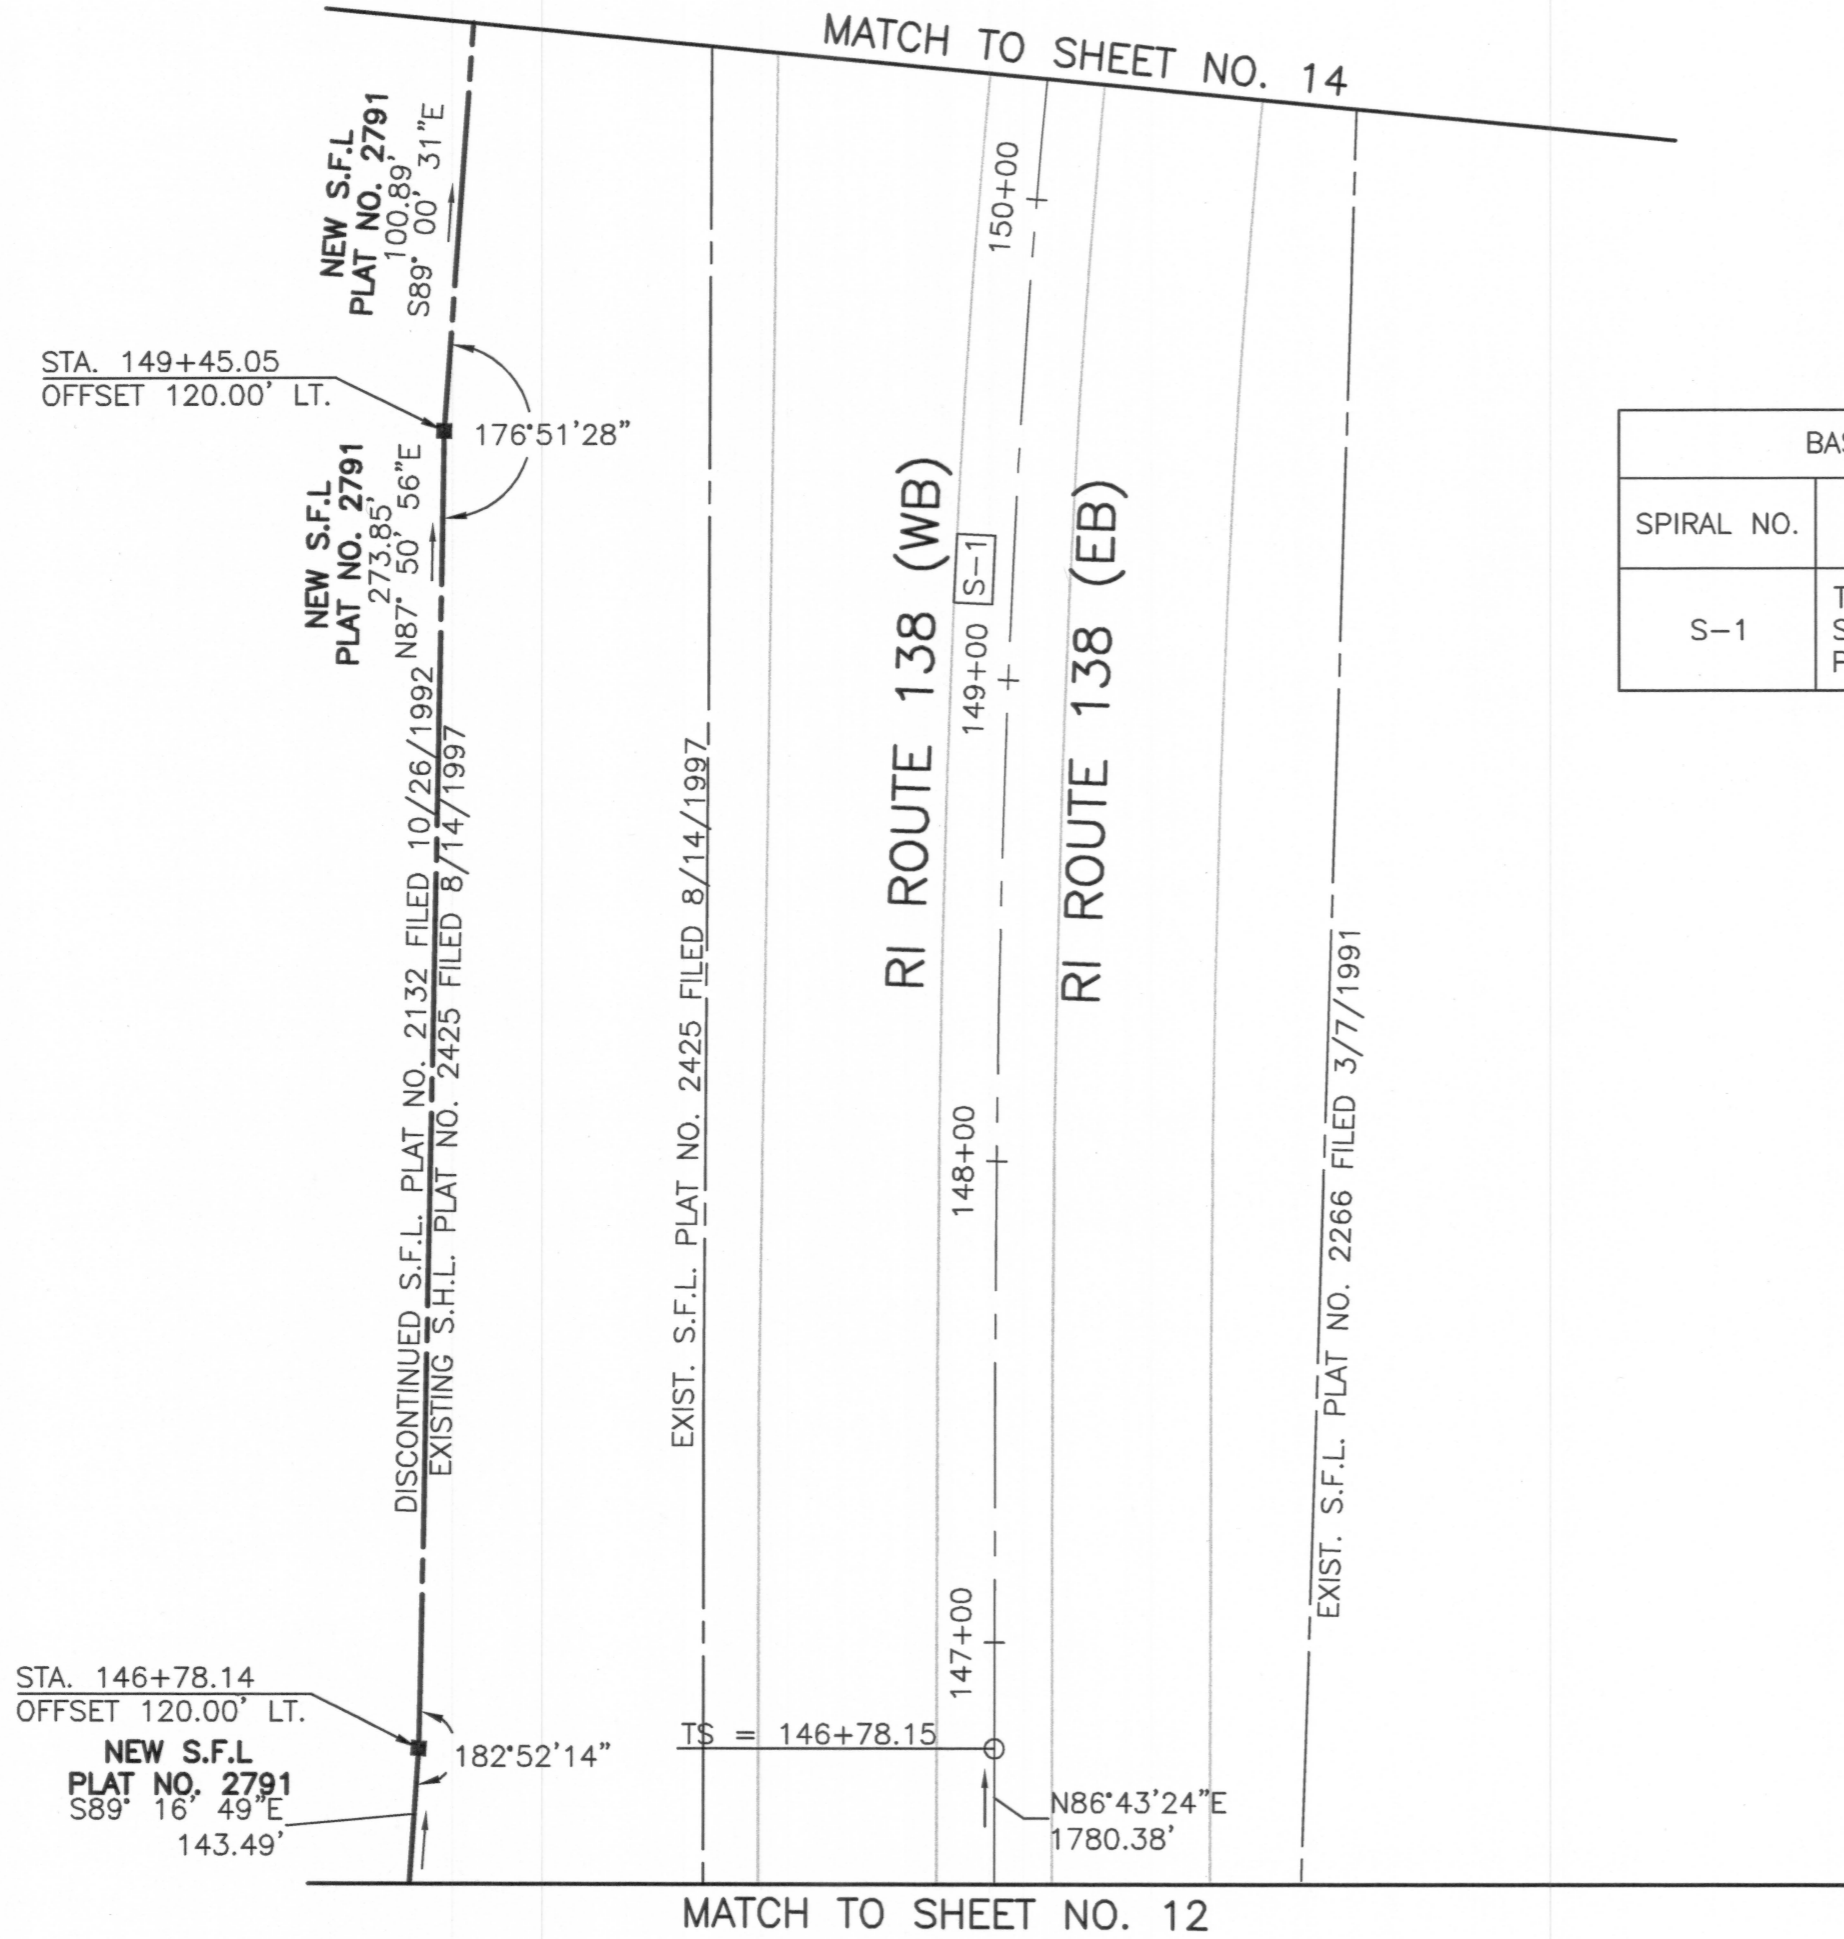 MATCH TO SHEET NO. 14
NEW S.F.L
PLAT NO. 2791
100.89'
S89° 00' 31"E
150+00
STA. 149+45.05
OFFSET 120.00' LT.
176°51'28"
NEW S.F.L
PLAT NO. 2791
273.85'
N87° 50' 56"E
RI ROUTE 138 (WB)
S-1
149+00
RI ROUTE 138 (EB)
SPIRAL NO.
S-1
DISCONTINUED S.F.L. PLAT NO. 2132 FILED 10/26/1992
EXISTING S.H.L. PLAT NO. 2425 FILED 8/14/1997
EXIST. S.F.L. PLAT NO. 2425 FILED 8/14/1997
148+00
EXIST. S.F.L. PLAT NO. 2266 FILED 3/7/1991
147+00
STA. 146+78.14
OFFSET 120.00' LT.
182°52'14"
TS = 146+78.15
NEW S.F.L
PLAT NO. 2791
S89° 16' 49"E
143.49'
N86°43'24"E
1780.38'
MATCH TO SHEET NO. 12